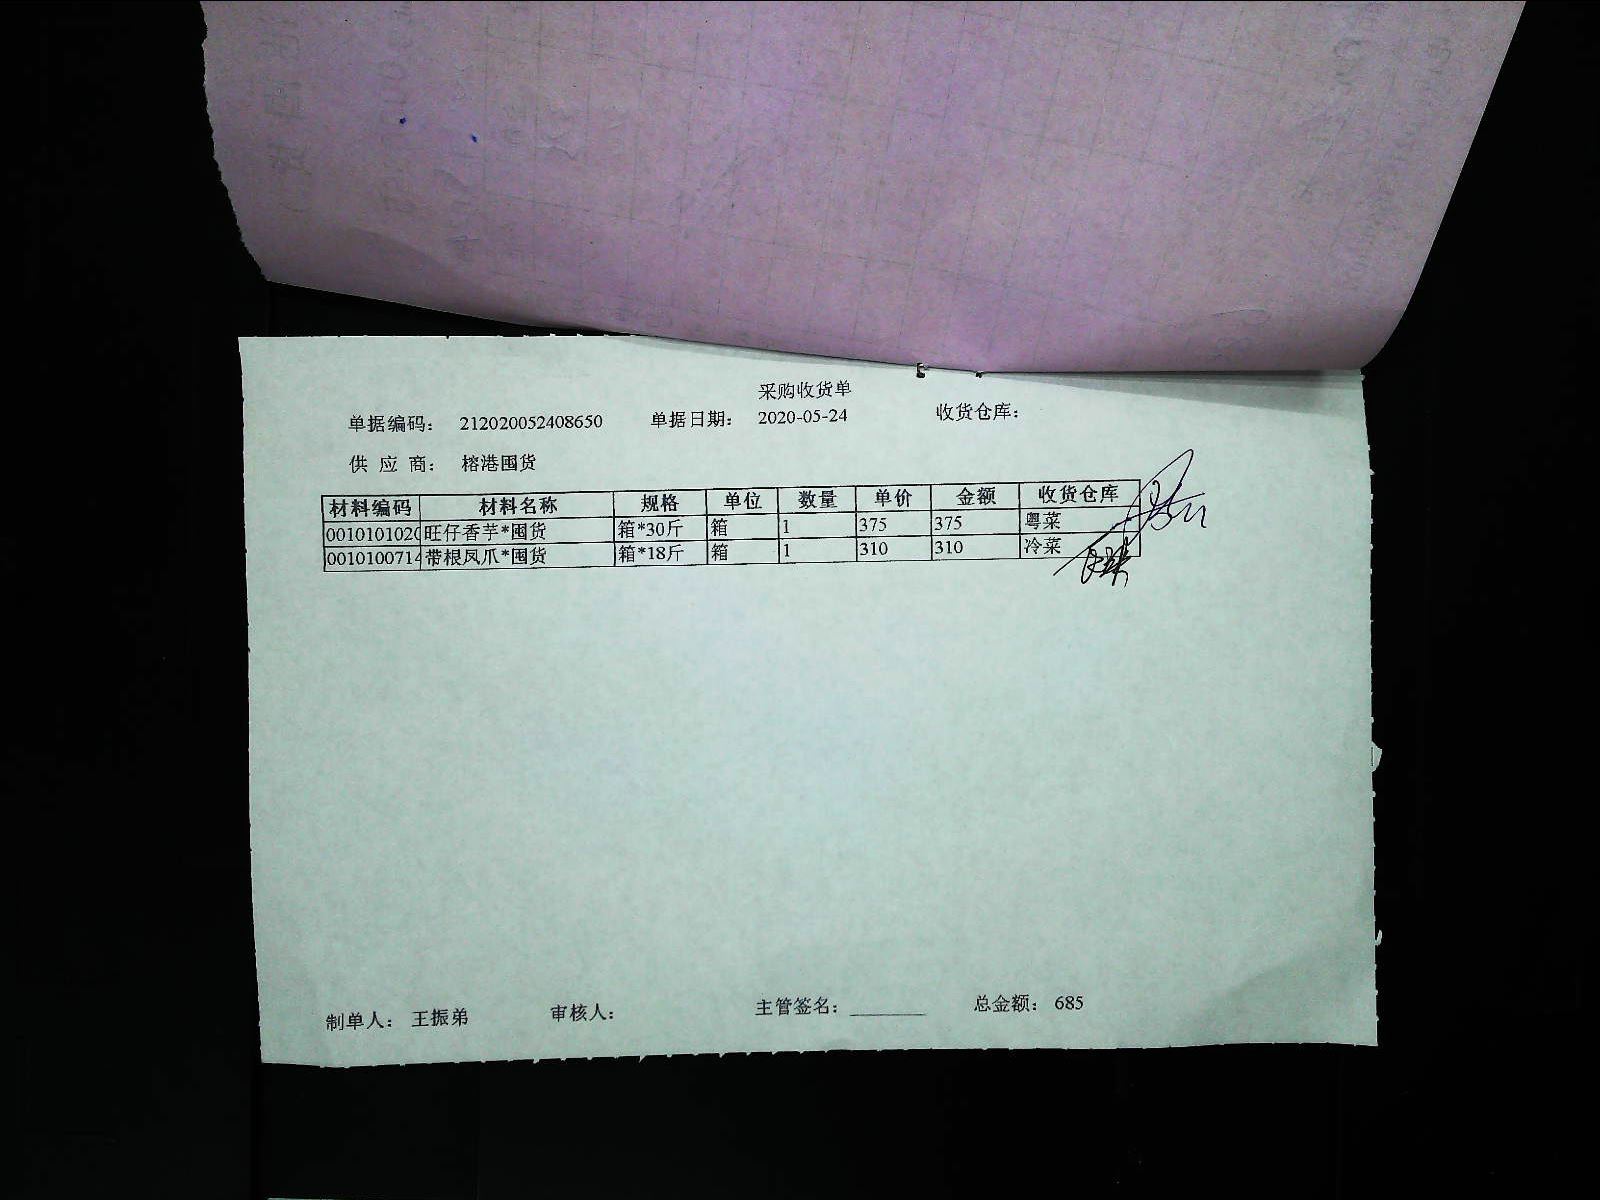 采购收货单
单据编码： 212020052408650 单据日期： 2020-05-24 收货仓库：
供 应 商： 榕港囤货
材料编码 材料名称 规格 单位 数量 单价 金额 收货仓库
0010101020 旺仔香芋*囤货 箱*30斤 箱 1 375 375 粤菜
0010100714 带根凤爪*囤货 箱*18斤 箱 1 310 310 冷菜
制单人： 王振弟 审核人： 主管签名： ________ 总金额： 685